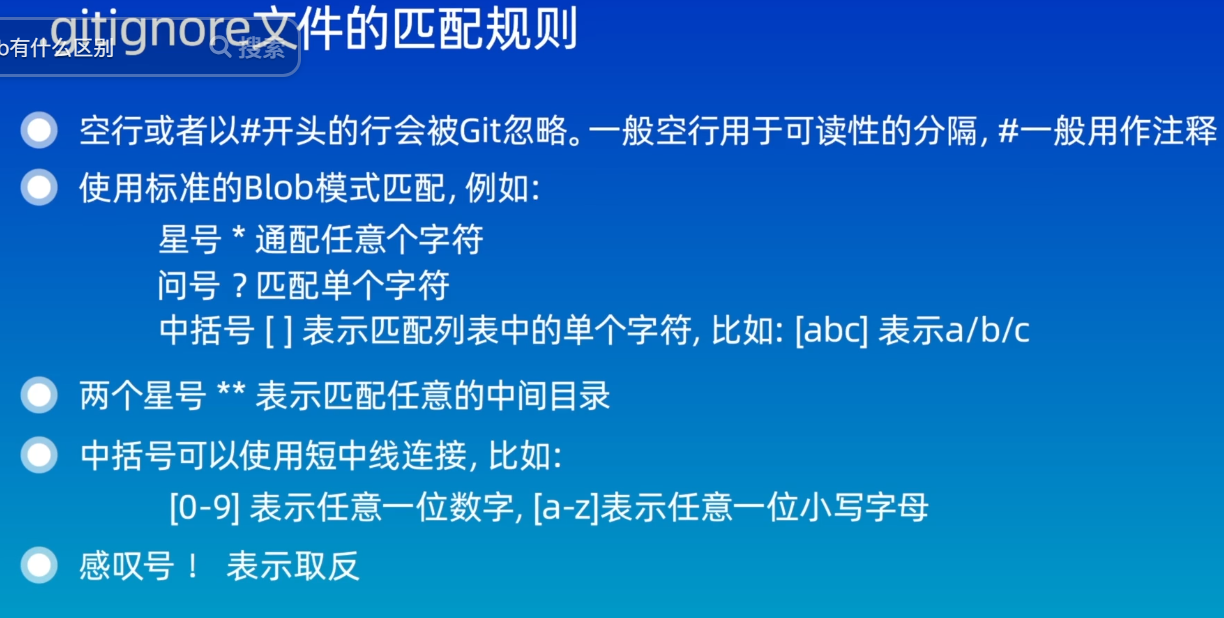 .gitignore文件的匹配规则
b有什么区别 搜索
空行或者以#开头的行会被Git忽略。一般空行用于可读性的分隔, #一般用作注释
使用标准的Blob模式匹配, 例如:
星号 * 通配任意个字符
问号 ? 匹配单个字符
中括号 [ ] 表示匹配列表中的单个字符, 比如: [abc] 表示a/b/c
两个星号 ** 表示匹配任意的中间目录
中括号可以使用短中线连接, 比如:
[0-9] 表示任意一位数字, [a-z]表示任意一位小写字母
感叹号 ! 表示取反